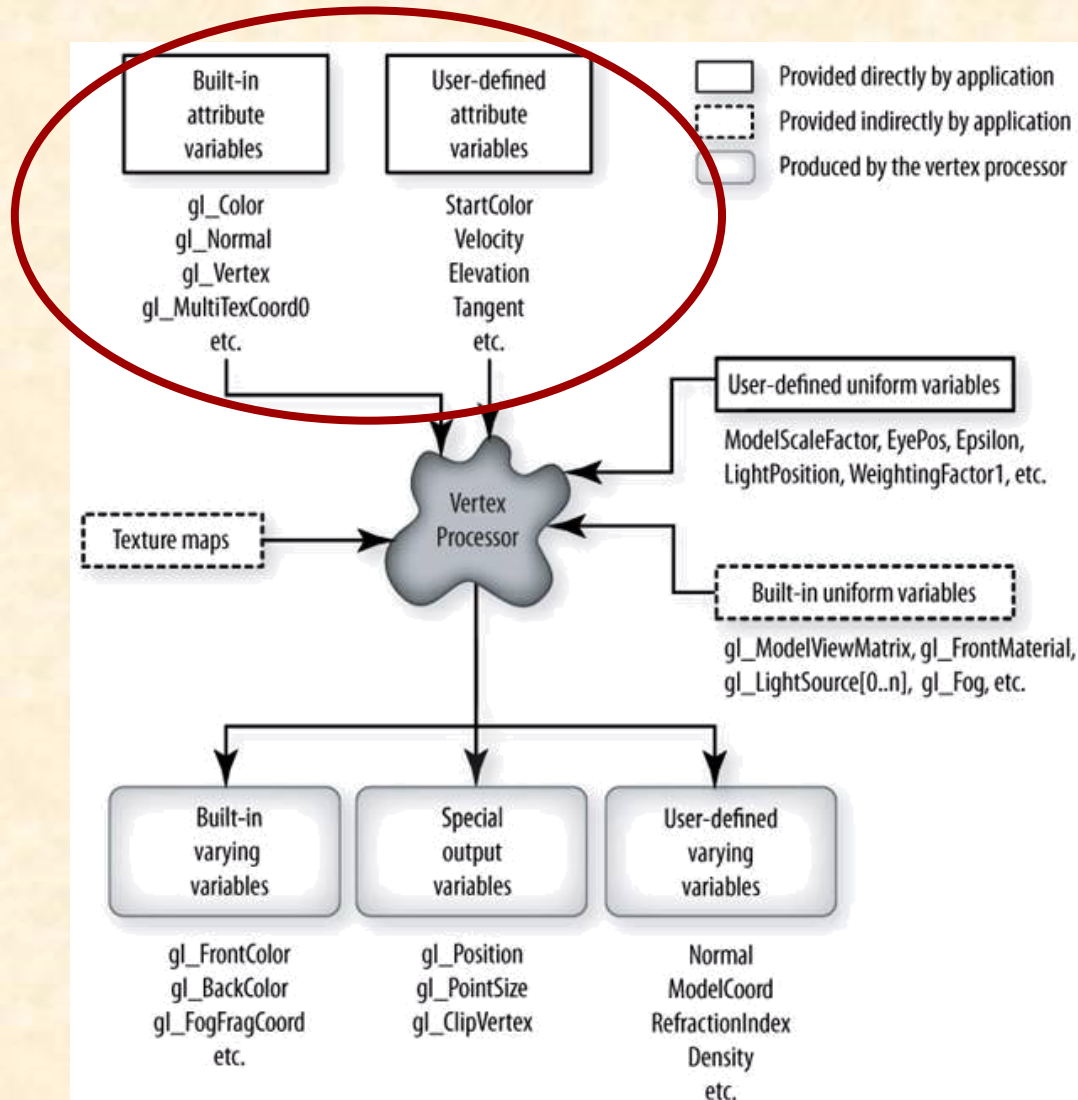 Built-in
attribute
variables
gl_Color
gl_Normal
gl_Vertex
gl_MultiTexCoord0
etc.
User-defined
attribute
variables
StartColor
Velocity
Elevation
Tangent
etc.
Provided directly by application
Provided indirectly by application
Produced by the vertex processor
User-defined uniform variables
ModelScaleFactor, EyePos, Epsilon,
LightPosition, WeightingFactor1, etc.
Vertex
Processor
Texture maps
Built-in uniform variables
gl_ModelViewMatrix, gl_FrontMaterial,
gl_LightSource[0..n], gl_Fog, etc.
Built-in
varying
variables
gl_FrontColor
gl_BackColor
gl_FogFragCoord
etc.
Special
output
variables
gl_Position
gl_PointSize
gl_ClipVertex
User-defined
varying
variables
Normal
ModelCoord
RefractionIndex
Density
etc.